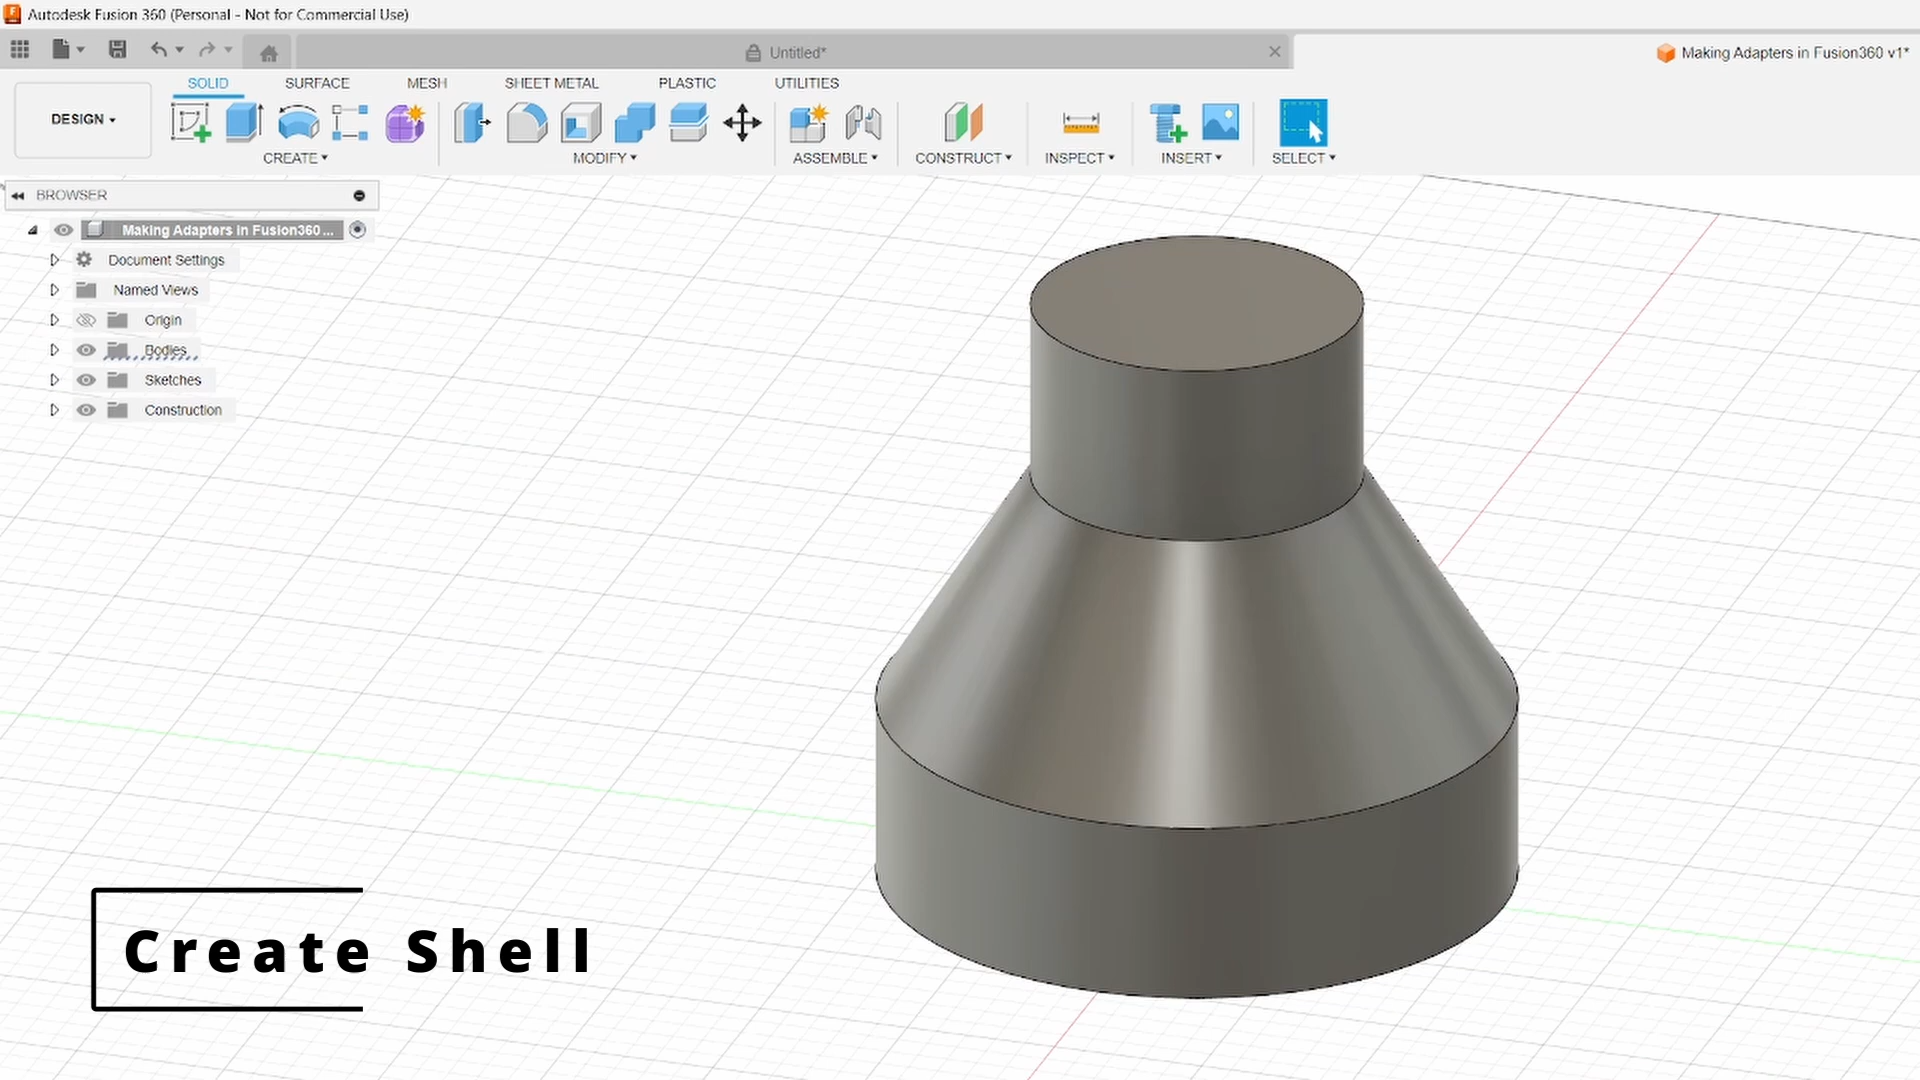 Autodesk Fusion 360 (Personal - Not for Commercial Use)
Untitled*
Making Adapters in Fusion360 v1*
SOLID SURFACE MESH SHEET METAL PLASTIC UTILITIES
DESIGN
CREATE MODIFY ASSEMBLE CONSTRUCT INSPECT INSERT SELECT
BROWSER
Making Adapters in Fusion360 ...
Document Settings
Named Views
Origin
Bodies
Sketches
Construction
Create Shell